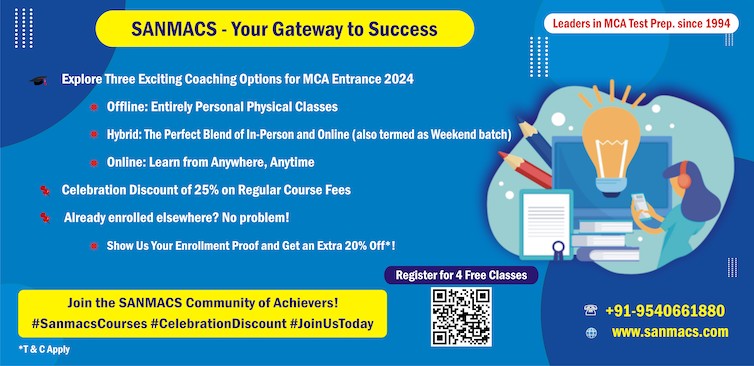 SANMACS - Your Gateway to Success
Leaders in MCA Test Prep. since 1994
Explore Three Exciting Coaching Options for MCA Entrance 2024
Offline: Entirely Personal Physical Classes
Hybrid: The Perfect Blend of In-Person and Online (also termed as Weekend batch)
Online: Learn from Anywhere, Anytime
Celebration Discount of 25% on Regular Course Fees
Already enrolled elsewhere? No problem!
Show Us Your Enrollment Proof and Get an Extra 20% Off*!
Register for 4 Free Classes
Join the SANMACS Community of Achievers!
#SanmacsCourses #CelebrationDiscount #JoinUsToday
+91-9540661880
www.sanmacs.com
*T & C Apply